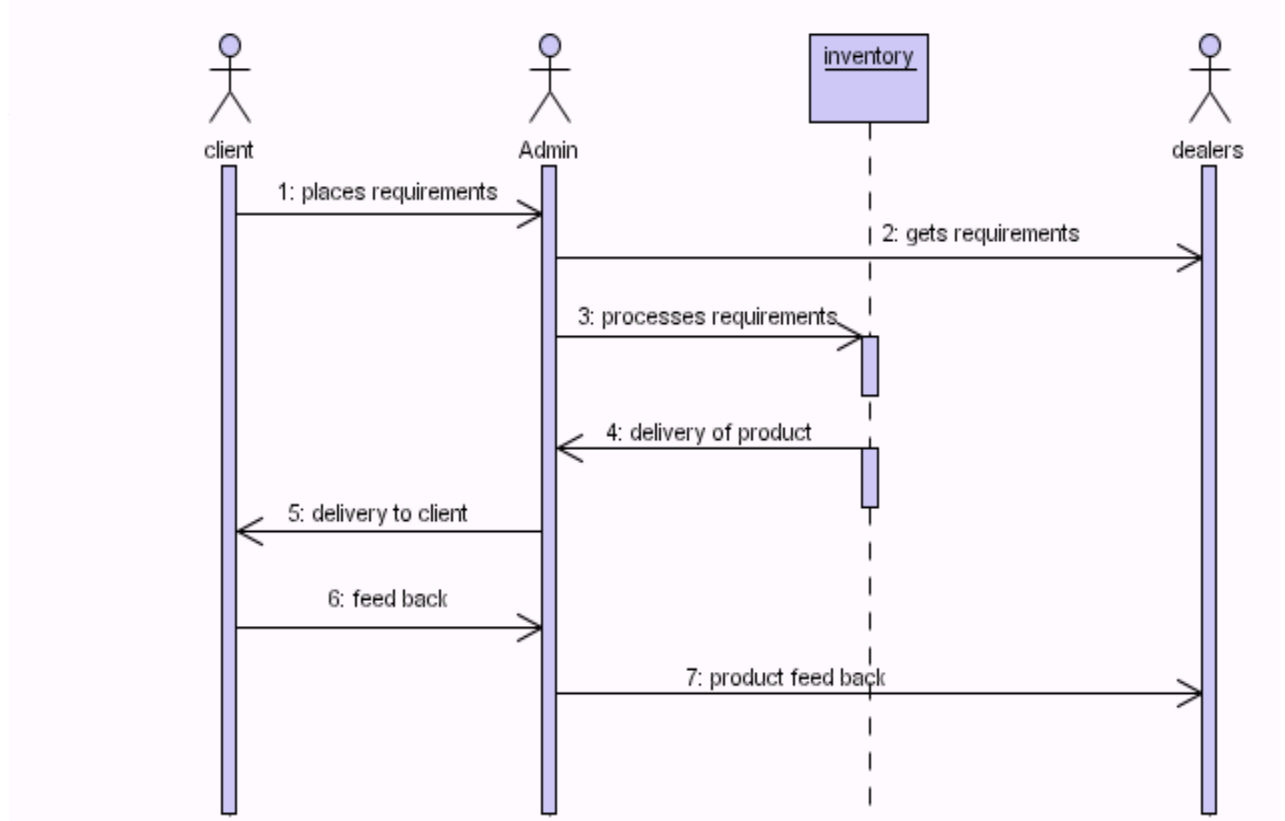 inventory
client
Admin
dealers
1: places requirements
2: gets requirements
3: processes requirements
4: delivery of product
5: delivery to client
6: feed back
7: product feed back